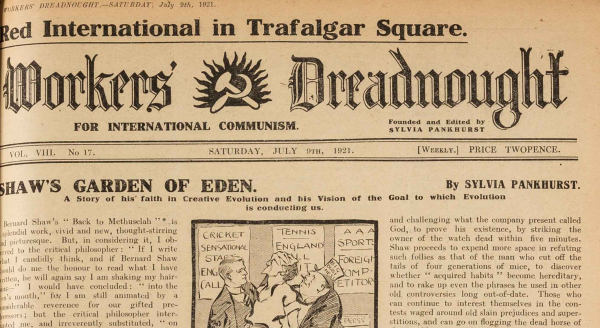 WORKERS' DREADNOUGHT.—SATURDAY, July 9th, 1921.
Red International in Trafalgar Square.
Workers' Dreadnought
FOR INTERNATIONAL COMMUNISM.
Founded and Edited by
SYLVIA PANKHURST
VOL. VIII. No 17.
SATURDAY, JULY 9TH, 1921.
[WEEKLY.] PRICE TWOPENCE.
SHAW'S GARDEN OF EDEN.
By SYLVIA PANKHURST.
A Story of his faith in Creative Evolution and his Vision of the Goal to which Evolution
is conducting us.
Bernard Shaw's "Back to Methuselah"* is
splendid work, vivid and new, thought-stirring
and picturesque. But, in considering it, I ob-
jected to the critical philosopher: "If I write
what I candidly think, and if Bernard Shaw
should do me the honour to read what I have
written, he will again say I am shaking my hair-
" I would have concluded: "into the
's mouth," for I am still animated by a
considerable reverence for our gifted pre-
; but the critical philosopher inter-
me, and irreverently substituted, "on
CRICKET
SENSATIONAL
ENG
ALL
TENNIS
ENGLAND
A A A
SPORTS
FOREIGN
COMP-
ETITOR
and challenging what the company present called
God, to prove his existence, by striking the
owner of the watch dead within five minutes.
Shaw proceeds to expend more space in refuting
such follies as that of the man who cut off the
tails of four generations of mice, to discover
whether "acquired habits" become hereditary,
and to rake up even the phrases he used in other
old controversies long out-of-date. Those who
can continue to interest themselves in the con-
tests waged around old slain prejudices and super-
stitions, and can go on flogging the dead horse of